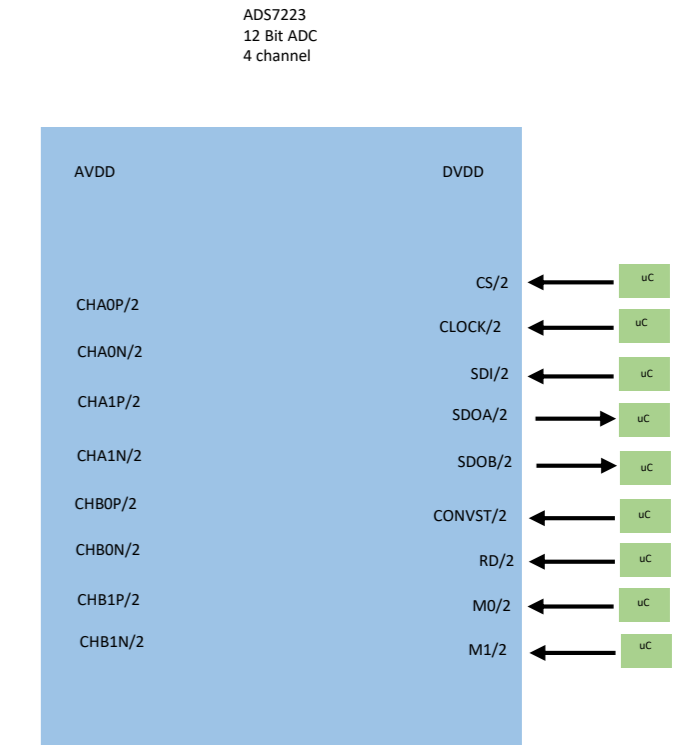 ADS7223
12 Bit ADC
4 channel
AVDD
DVDD
CS/2
uC
CHA0P/2
CLOCK/2
uC
CHA0N/2
SDI/2
uC
CHA1P/2
SDOA/2
uC
CHA1N/2
SDOB/2
uC
CHB0P/2
CONVST/2
uC
CHB0N/2
RD/2
uC
CHB1P/2
M0/2
uC
CHB1N/2
M1/2
uC